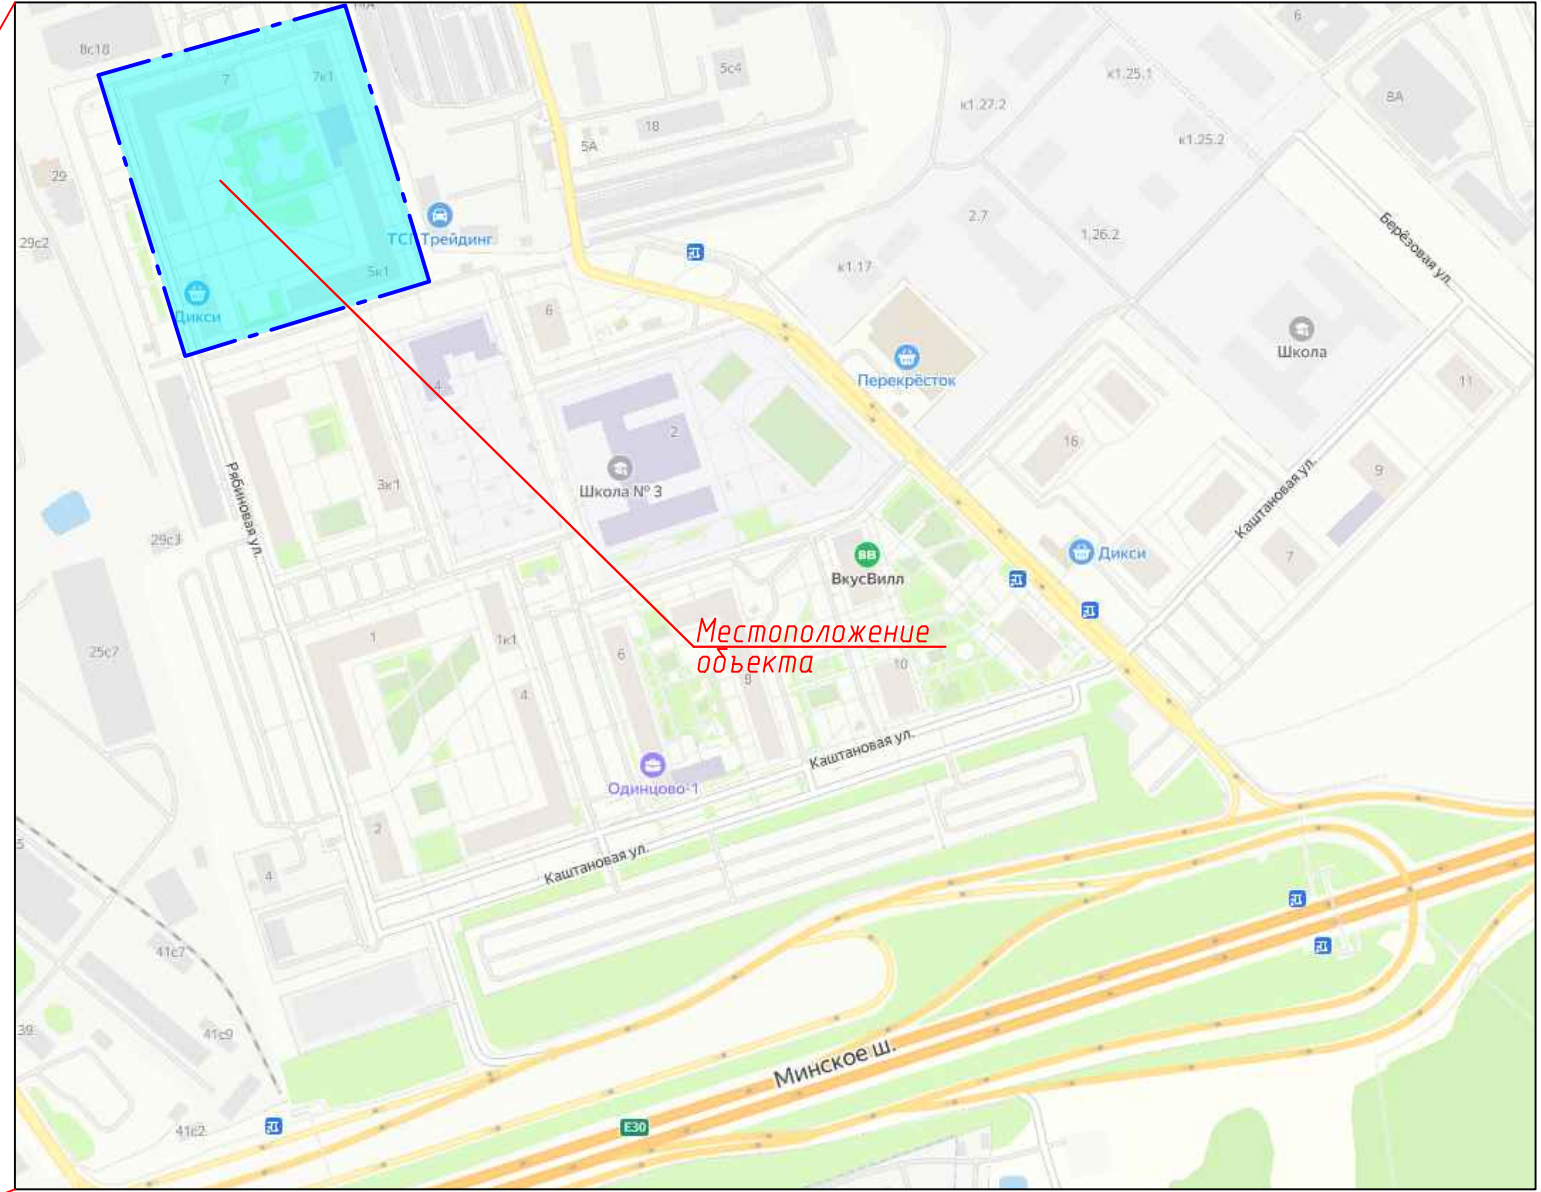 14А
6
8с18
7
7к1
5с4
к1.25.1
8А
к1.27.2
18
5А
к1.25.2
29
2.7
1.26.2
Берёзовая ул.
29с2
ТСК Трейдинг
5к1
к1.17
Дикси
6
Школа
Перекрёсток
4
11
2
16
Рябиновая ул.
3к1
Школа № 3
9
Каштановая ул.
29с3
7
Дикси
ВкусВилл
1
1к1
25с7
6
Местоположение
объекта
10
8
4
Каштановая ул.
Одинцово-1
2
5
4
Каштановая ул.
41с7
39
41с9
Минское ш.
41с2
Е30